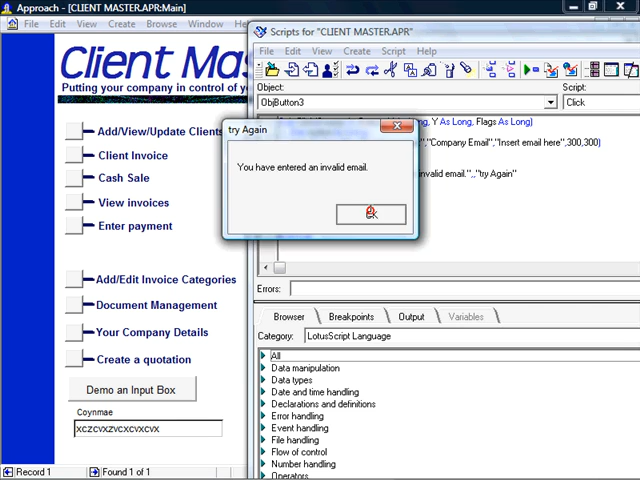 Approach - [CLIENT MASTER.APR:Main]
File Edit View Create Browse Window
Client Mas
Putting your company in control of
Add/View/Update Clients
Client Invoice
Cash Sale
View invoices
Enter payment
Add/Edit Invoice Categories
Document Management
Your Company Details
Create a quotation
Demo an Input Box
Coynmae
xczcvxzvcxvcxvcx
Record 1 Found 1 of 1
Scripts for "CLIENT MASTER.APR"
File Edit View Create Script Help
Object: Script:
ObjButton3 Click
Y As Long, Flags As Long)
"Company Email","Insert email here",300,300)
email.",,"try Again"
try Again
You have entered an invalid email.
Errors:
Browser Breakpoints Output Variables
Category: LotusScript Language
All
Data manipulation
Data types
Date and time handling
Declarations and definitions
Error handling
Event handling
File handling
Flow of control
Number handling
Operators